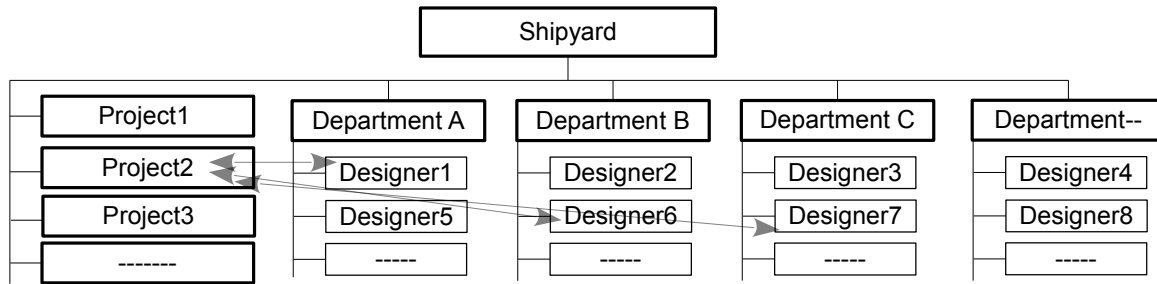 Shipyard
Project1
Department A
Department B
Department C
Department--
Project2
Designer1
Designer2
Designer3
Designer4
Project3
Designer5
Designer6
Designer7
Designer8
-------
-----
-----
-----
-----